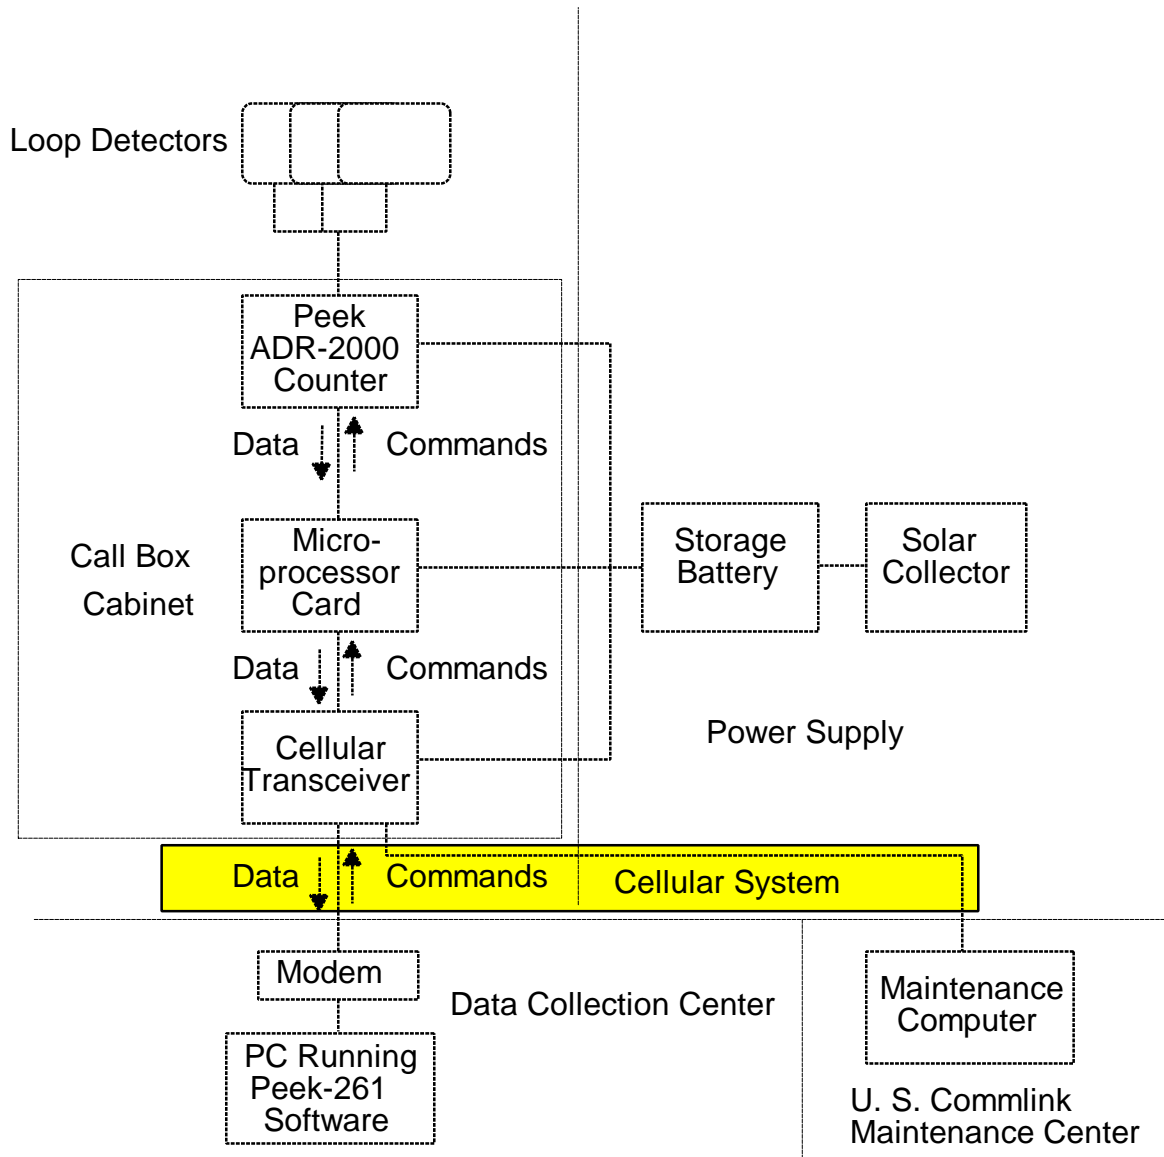 Loop Detectors
Peek
ADR-2000
Counter
Data
Commands
Call Box
Cabinet
Micro-
processor
Card
Storage
Battery
Solar
Collector
Data
Commands
Cellular
Transceiver
Power Supply
Data
Commands
Cellular System
Modem
Data Collection Center
Maintenance
Computer
PC Running
Peek-261
Software
U. S. Commlink
Maintenance Center